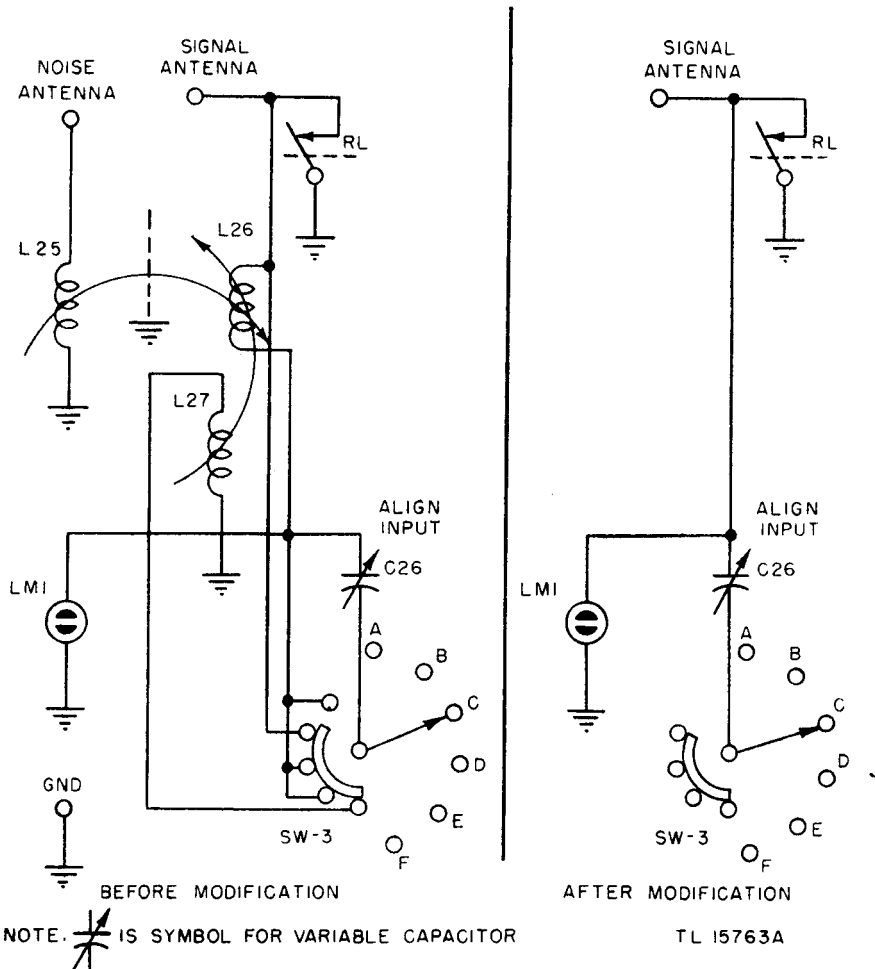 NOISE
ANTENNA
SIGNAL
ANTENNA
RL
L25
L26
L27
ALIGN
INPUT
C26
LM1
A
B
C
D
E
F
GND
SW-3
BEFORE MODIFICATION
SIGNAL
ANTENNA
RL
ALIGN
INPUT
C26
LM1
A
B
C
D
E
F
SW-3
AFTER MODIFICATION
NOTE. IS SYMBOL FOR VARIABLE CAPACITOR
TL 15763A